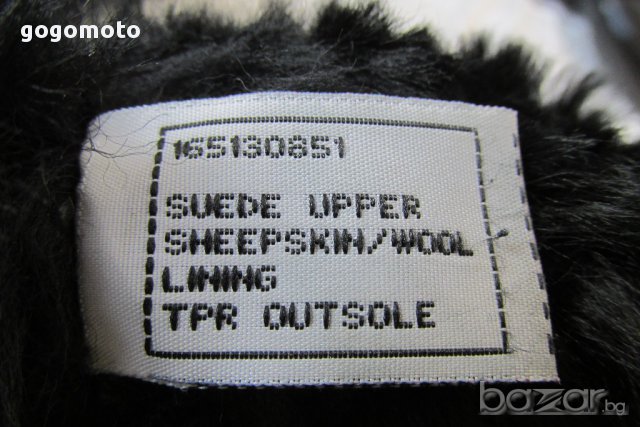 gogomoto
165130851
SUEDE UPPER
SHEEPSKIN/WOOL
LINING
TPR OUTSOLE
bazar.bg